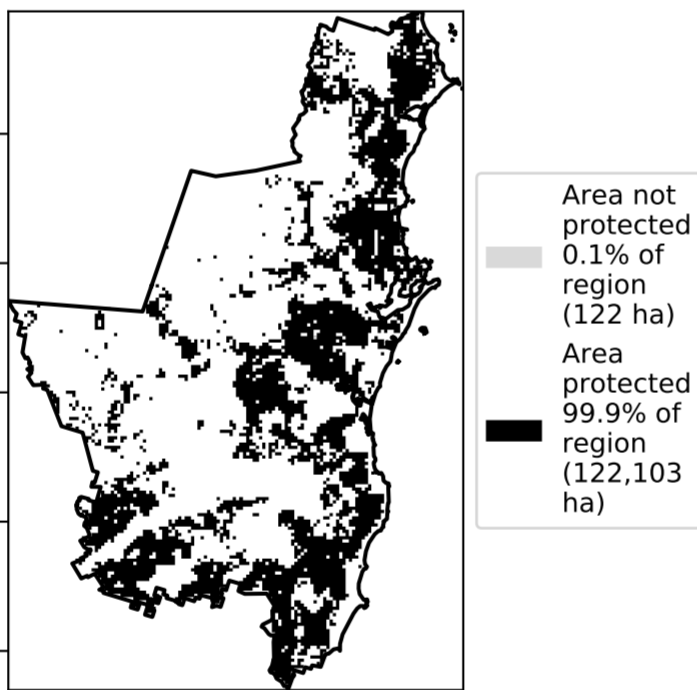 Area not
protected
0.1% of
region
(122 ha)
Area
protected
99.9% of
region
(122,103
ha)